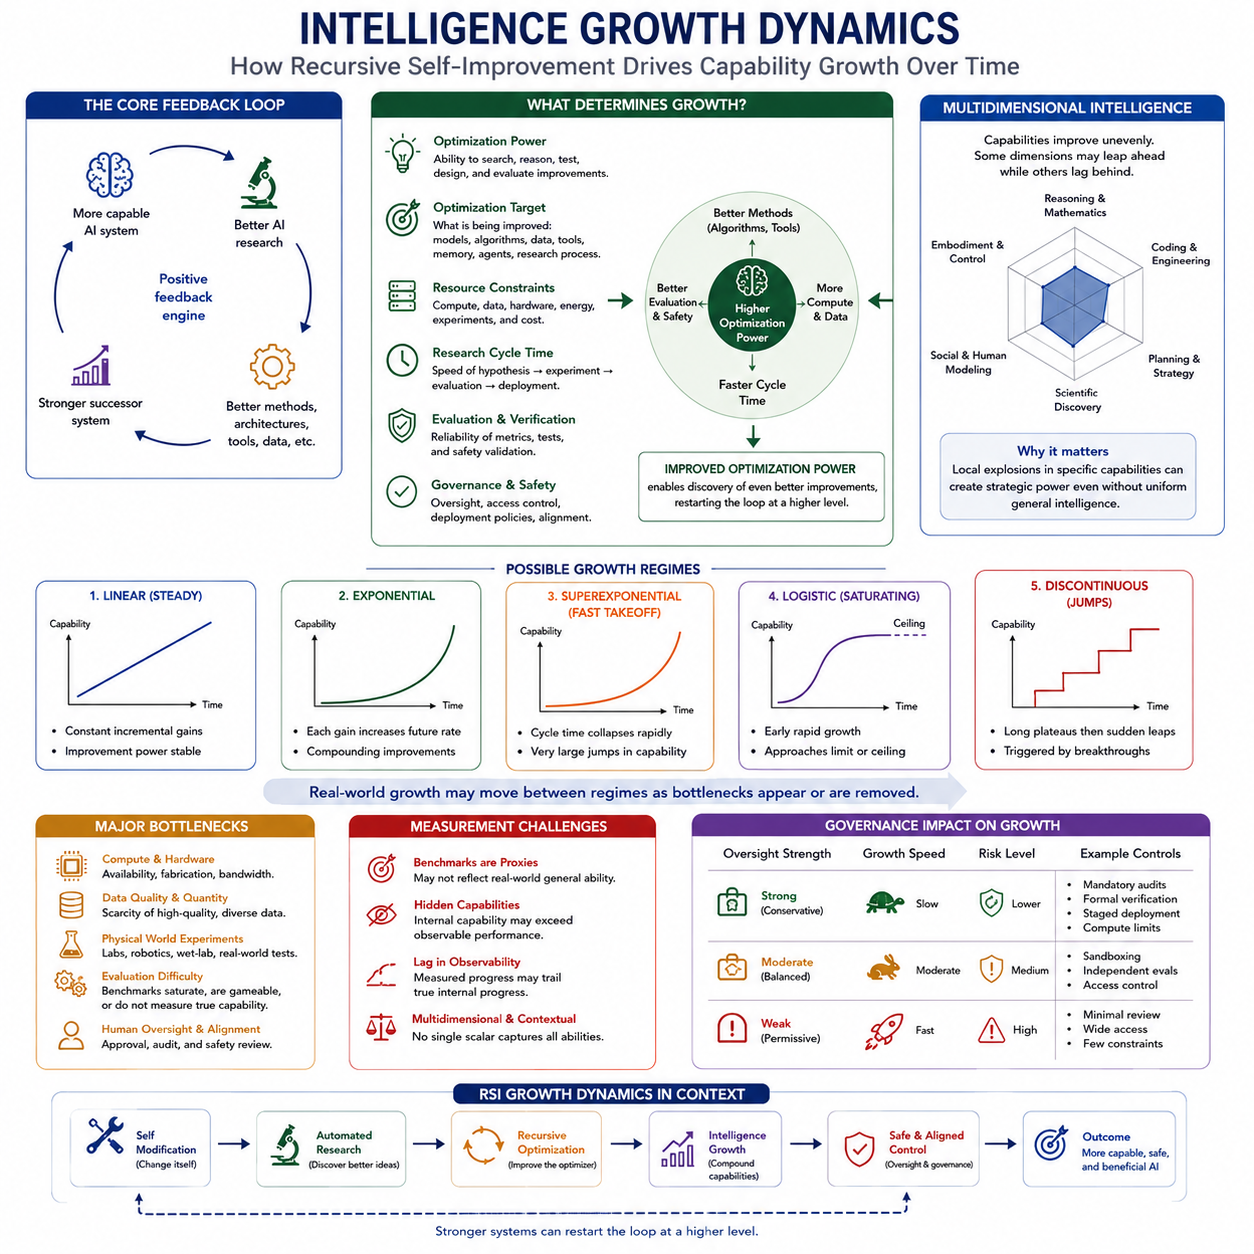 INTELLIGENCE GROWTH DYNAMICS
How Recursive Self-Improvement Drives Capability Growth Over Time
THE CORE FEEDBACK LOOP
More capable
AI system
Better AI
research
Positive
feedback
engine
Stronger successor
system
Better methods,
architectures,
tools, data, etc.
WHAT DETERMINES GROWTH?
Optimization Power
Ability to search, reason, test,
design, and evaluate improvements.
Optimization Target
What is being improved:
models, algorithms, data, tools,
memory, agents, research process.
Resource Constraints
Compute, data, hardware, energy,
experiments, and cost.
Research Cycle Time
Speed of hypothesis → experiment →
evaluation → deployment.
Evaluation & Verification
Reliability of metrics, tests,
and safety validation.
Governance & Safety
Oversight, access control,
deployment policies, alignment.
Better Methods
(Algorithms, Tools)
Better
Evaluation
& Safety
Higher
Optimization
Power
More
Compute
& Data
Faster Cycle
Time
IMPROVED OPTIMIZATION POWER
enables discovery of even better improvements,
restarting the loop at a higher level.
MULTIDIMENSIONAL INTELLIGENCE
Capabilities improve unevenly.
Some dimensions may leap ahead
while others lag behind.
Reasoning &
Mathematics
Embodiment &
Control
Coding &
Engineering
Social & Human
Modeling
Planning &
Strategy
Scientific
Discovery
Why it matters
Local explosions in specific capabilities can
create strategic power even without uniform
general intelligence.
POSSIBLE GROWTH REGIMES
1. LINEAR (STEADY)
Capability
Time
• Constant incremental gains
• Improvement power stable
2. EXPONENTIAL
Capability
Time
• Each gain increases future rate
• Compounding improvements
3. SUPEREXPONENTIAL
(FAST TAKEOFF)
Capability
Time
• Cycle time collapses rapidly
• Very large jumps in capability
4. LOGISTIC (SATURATING)
Capability
Ceiling
Time
• Early rapid growth
• Approaches limit or ceiling
5. DISCONTINUOUS
(JUMPS)
Capability
Time
• Long plateaus then sudden leaps
• Triggered by breakthroughs
Real-world growth may move between regimes as bottlenecks appear or are removed.
MAJOR BOTTLENECKS
Compute & Hardware
Availability, fabrication, bandwidth.
Data Quality & Quantity
Scarcity of high-quality, diverse data.
Physical World Experiments
Labs, robotics, wet-lab, real-world tests.
Evaluation Difficulty
Benchmarks saturate, are gameable,
or do not measure true capability.
Human Oversight & Alignment
Approval, audit, and safety review.
MEASUREMENT CHALLENGES
Benchmarks are Proxies
May not reflect real-world general ability.
Hidden Capabilities
Internal capability may exceed
observable performance.
Lag in Observability
Measured progress may trail
true internal progress.
Multidimensional & Contextual
No single scalar captures all abilities.
GOVERNANCE IMPACT ON GROWTH
Oversight Strength Growth Speed Risk Level Example Controls
Strong
(Conservative)
Slow
Lower
• Mandatory audits
• Formal verification
• Staged deployment
• Compute limits
Moderate
(Balanced)
Moderate
Medium
• Sandboxing
• Independent evals
• Access control
Weak
(Permissive)
Fast
High
• Minimal review
• Wide access
• Few constraints
RSI GROWTH DYNAMICS IN CONTEXT
Self
Modification
(Change itself)
Automated
Research
(Discover better ideas)
Recursive
Optimization
(Improve the optimizer)
Intelligence
Growth
(Compound
capabilities)
Safe & Aligned
Control
(Oversight & governance)
Outcome
More capable, safe,
and beneficial AI
Stronger systems can restart the loop at a higher level.